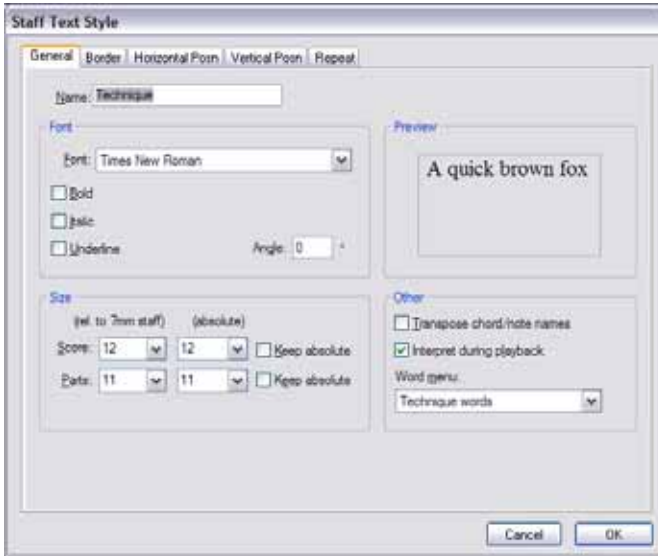 Staff Text Style
General Border Horizontal Posn Vertical Posn Repeat
Name: Technique
Font
Font: Times New Roman
Bold
Italic
Underline
Angle: 0 °
Preview
A quick brown fox
Size
(rel. to 7mm staff) (absolute)
Score: 12 12 Keep absolute
Parts: 11 11 Keep absolute
Other
Transpose chord/note names
Interpret during playback
Word menu:
Technique words
Cancel OK